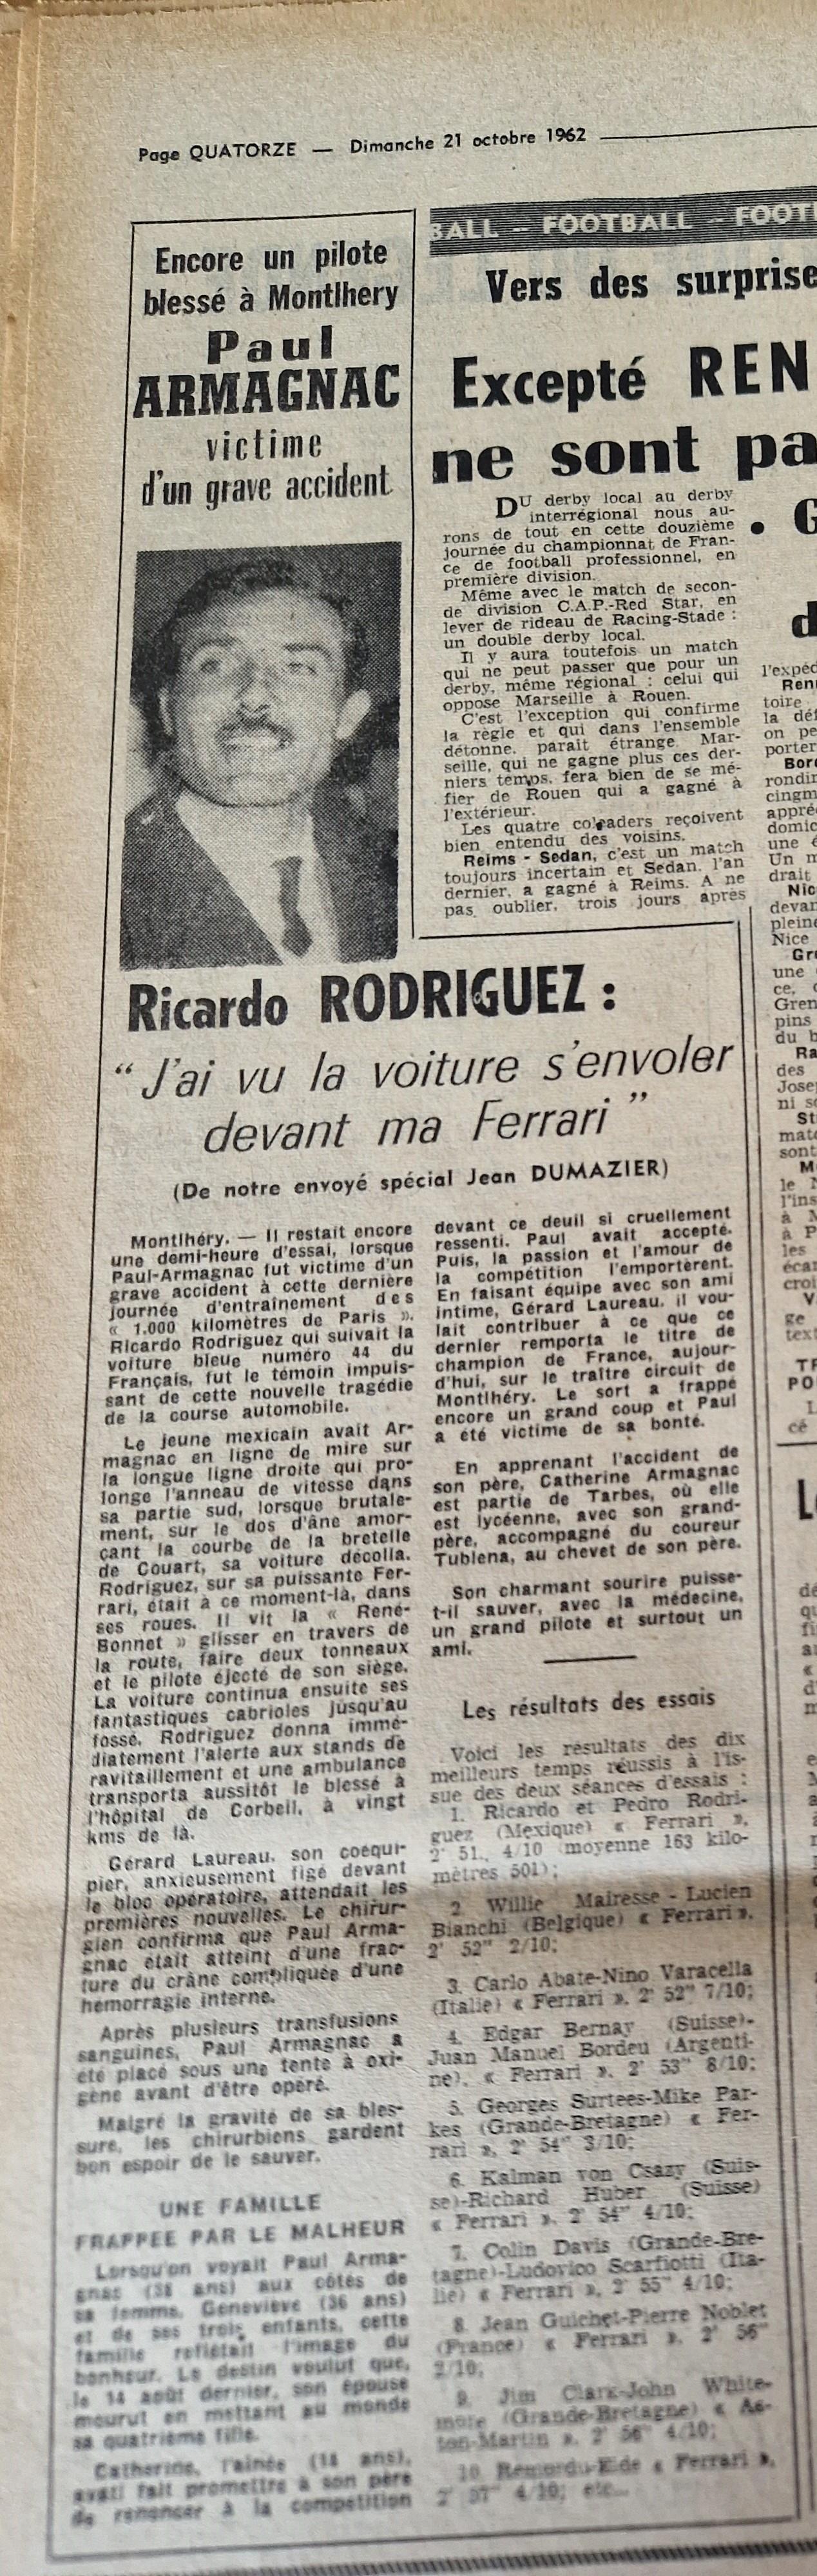 Page QUATORZE — Dimanche 21 octobre 1962
Encore un pilote
blessé à Montlhery
Paul
ARMAGNAC
victime
d'un grave accident
BALL -- FOOTBALL -- FOOT
Vers des surprise
Excepté REN
ne sont pa
DU derby local au derby
interrégional nous au-
rons de tout en cette douzième
journée du championnat de Fran-
ce de football professionnel, en
première division.
Même avec le match de secon-
de division C.A.P.-Red Star, en
lever de rideau de Racing-Stade :
un double derby local.
Il y aura toutefois un match
qui ne peut passer que pour un
derby, même régional : celui qui
oppose Marseille à Rouen.
C'est l'exception qui confirme
la règle et qui dans l'ensemble
détonne, parait étrange Mar-
seille, qui ne gagne plus ces der-
niers temps, fera bien de se mé-
fier de Rouen qui a gagné à
l'extérieur.
Les quatre coleaders reçoivent
bien entendu des voisins.
Reims - Sedan, c'est un match
toujours incertain et Sedan, l'an
dernier, a gagné à Reims. A ne
pas oublier, trois jours après
Ricardo RODRIGUEZ :
“ J'ai vu la voiture s'envoler
devant ma Ferrari ”
(De notre envoyé spécial Jean DUMAZIER)
Montlhéry. — Il restait encore
une demi-heure d'essai, lorsque
Paul-Armagnac fut victime d'un
grave accident à cette dernière
journée d'entraînement des
« 1.000 kilomètres de Paris ».
Ricardo Rodriguez qui suivait la
voiture bleue numéro 44 du
Français, fut le témoin impuis-
sant de cette nouvelle tragédie
de la course automobile.
Le jeune mexicain avait Ar-
magnac en ligne de mire sur
la longue ligne droite qui pro-
longe l'anneau de vitesse dans
sa partie sud, lorsque brutale-
ment, sur le dos d'âne amor-
çant la courbe de la bretelle
de Couart, sa voiture décolla.
Rodriguez, sur sa puissante Fer-
rari, était à ce moment-là, dans
ses roues. Il vit la « René-
Bonnet » glisser en travers de
la route, faire deux tonneaux
et le pilote éjecté de son siège.
La voiture continua ensuite ses
fantastiques cabrioles jusqu'au
fossé. Rodriguez donna immé-
diatement l'alerte aux stands de
ravitaillement et une ambulance
transporta aussitôt le blessé à
l'hôpital de Corbeil, à vingt
kms de là.
Gérard Laureau, son coéqui-
pier, anxieusement figé devant
le bloc opératoire, attendait les
premières nouvelles. Le chirur-
gien confirma que Paul Arma-
gnac était atteint d'une frac-
ture du crâne compliquée d'une
hémorragie interne.
Après plusieurs transfusions
sanguines, Paul Armagnac a
été placé sous une tente à oxi-
gène avant d'être opéré.
Malgré la gravité de sa bles-
sure, les chirurbiens gardent
bon espoir de le sauver.
UNE FAMILLE
FRAPPEE PAR LE MALHEUR
Lorsqu'on voyait Paul Arma-
gnac (38 ans) aux côtés de
sa femme, Geneviève (36 ans)
et de ses trois enfants, cette
famille reflétait l'image du
bonheur. Le destin voulut que,
le 14 août dernier, son épouse
mourut en mettant au monde
sa quatrième fille.
Catherine, l'aînée (14 ans),
avait fait promettre à son père
de renoncer à la compétition
devant ce deuil si cruellement
ressenti. Paul avait accepté.
Puis, la passion et l'amour de
la compétition l'emportèrent.
En faisant équipe avec son ami
intime, Gérard Laureau, il vou-
lait contribuer à ce que ce
dernier remporta le titre de
champion de France, aujour-
d'hui, sur le traître circuit de
Montlhéry. Le sort a frappé
encore un grand coup et Paul
a été victime de sa bonté.
En apprenant l'accident de
son père, Catherine Armagnac
est partie de Tarbes, où elle
est lycéenne, avec son grand-
père, accompagné du coureur
Tublena, au chevet de son père.
Son charmant sourire puisse-
t-il sauver, avec la médecine,
un grand pilote et surtout un
ami.
Les résultats des essais
Voici les résultats des dix
meilleurs temps réussis à l'is-
sue des deux séances d'essais :
1. Ricardo et Pedro Rodri-
guez (Mexique) « Ferrari »,
2' 51., 4/10 (moyenne 163 kilo-
mètres 501);
2. Willie Mairesse - Lucien
Bianchi (Belgique) « Ferrari »,
2' 52" 2/10;
3. Carlo Abate-Nino Varacella
(Italie) « Ferrari », 2' 52" 7/10;
4. Edgar Bernay (Suisse)-
Juan Manuel Bordeu (Argenti-
ne), « Ferrari », 2' 53" 8/10;
5. Georges Surtees-Mike Par-
kes (Grande-Bretagne) « Fer-
rari », 2' 54" 3/10;
6. Kalman von Csazy (Suis-
se)-Richard Huber (Suisse)
« Ferrari », 2' 54" 4/10;
7. Colin Davis (Grande-Bre-
tagne)-Ludovico Scarfiotti (Ita-
lie) « Ferrari », 2' 55" 4/10;
8. Jean Guichet-Pierre Noblet
(France) « Ferrari », 2' 56"
2/10;
9. Jim Clark-John White-
more (Grande-Bretagne) « As-
ton-Martin », 2' 56" 4/10;
10. Remordu-Eide « Ferrari »,
2' 57" 4/10; etc...